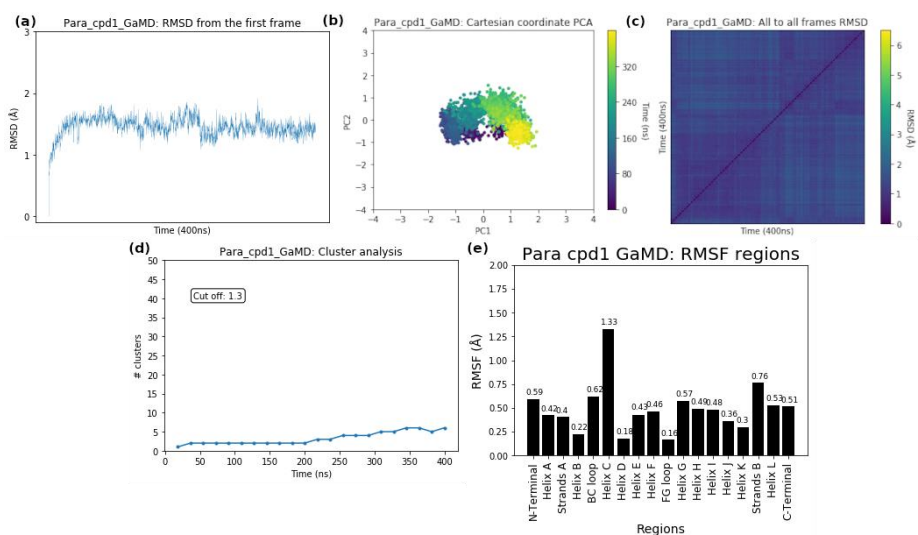 (a)
Para_cpd1_GaMD: RMSD from the first frame
3
2
1
0
RMSD (Å)
Time (400ns)
(b)
Para_cpd1_GaMD: Cartesian coordinate PCA
4
3
2
1
0
−1
−2
−3
−4
PC2
−4 −3 −2 −1 0 1 2 3 4
PC1
320
240
160
80
0
Time (ns)
(c)
Para_cpd1_GaMD: All to all frames RMSD
Time (400ns)
Time (400ns)
6
5
4
3
2
1
0
RMSD (Å)
(d)
Para_cpd1_GaMD: Cluster analysis
50
45
40
35
30
25
20
15
10
5
0
# clusters
Cut off: 1.3
0 50 100 150 200 250 300 350 400
Time (ns)
(e)
Para cpd1 GaMD: RMSF regions
2.00
1.75
1.50
1.25
1.00
0.75
0.50
0.25
0.00
RMSF (Å)
0.59
0.42
0.4
0.22
0.62
1.33
0.18
0.43
0.46
0.16
0.57
0.49
0.48
0.36
0.3
0.76
0.53
0.51
N-Terminal
Helix A
Strands A
Helix B
BC loop
Helix C
Helix D
Helix E
Helix F
FG loop
Helix G
Helix H
Helix I
Helix J
Helix K
Strands B
Helix L
C-Terminal
Regions